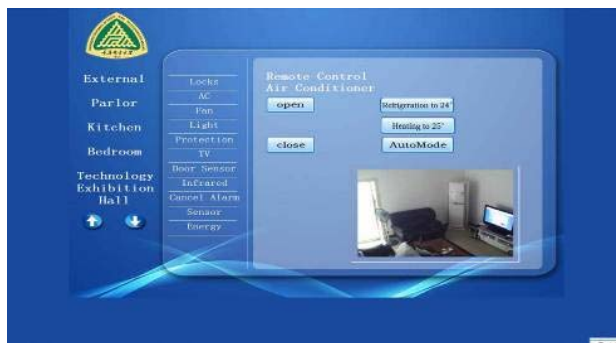 External
Parlor
Kitchen
Bedroom
Technology
Exhibition
Hall
Locks
AC
Fan
Light
Protection
TV
Door Sensor
Infrared
Cancel Alarm
Sensor
Energy
Remote Control
Air Conditioner
open
Refrigeration to 24°
Heating to 25°
close
AutoMode